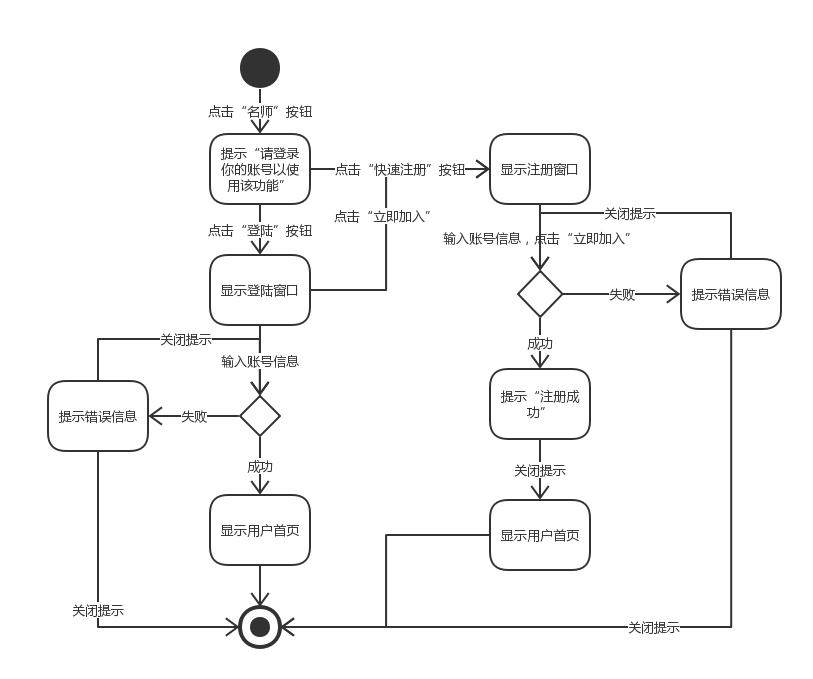 点击“名师”按钮
提示“请登录
你的账号以使
用该功能”
点击“快速注册”按钮
显示注册窗口
点击“立即加入”
关闭提示
点击“登陆”按钮
输入账号信息，点击“立即加入”
显示登陆窗口
失败
提示错误信息
关闭提示
成功
输入账号信息
提示“注册成
功”
提示错误信息
失败
成功
关闭提示
显示用户首页
显示用户首页
关闭提示
关闭提示